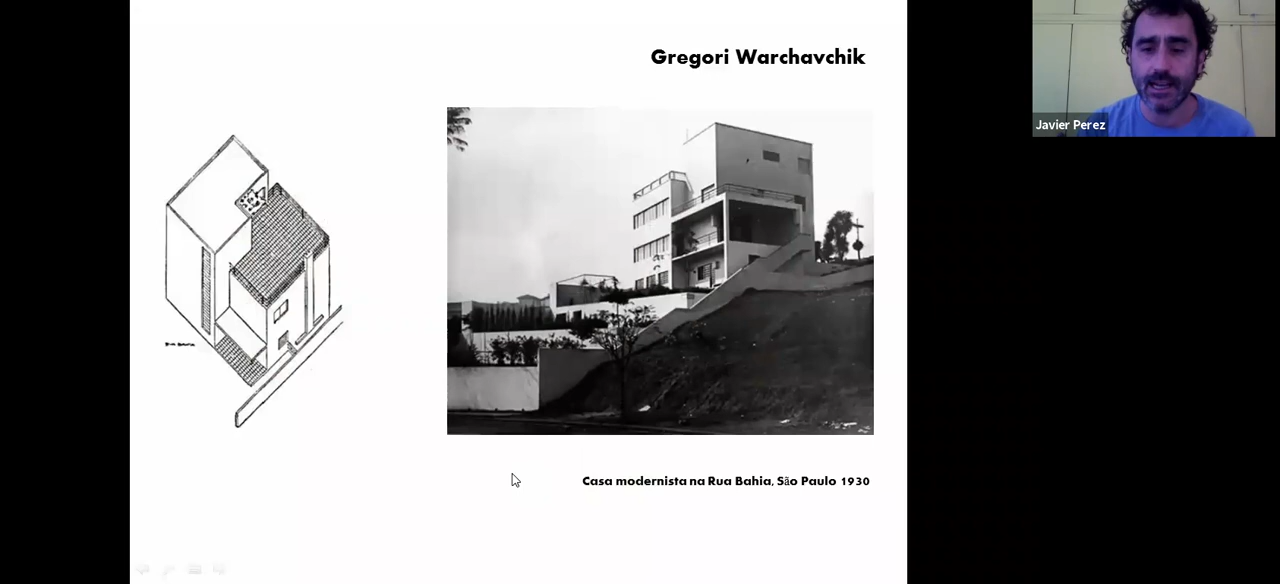 Gregori Warchavchik
Javier Perez
Casa modernista na Rua Bahia, São Paulo 1930